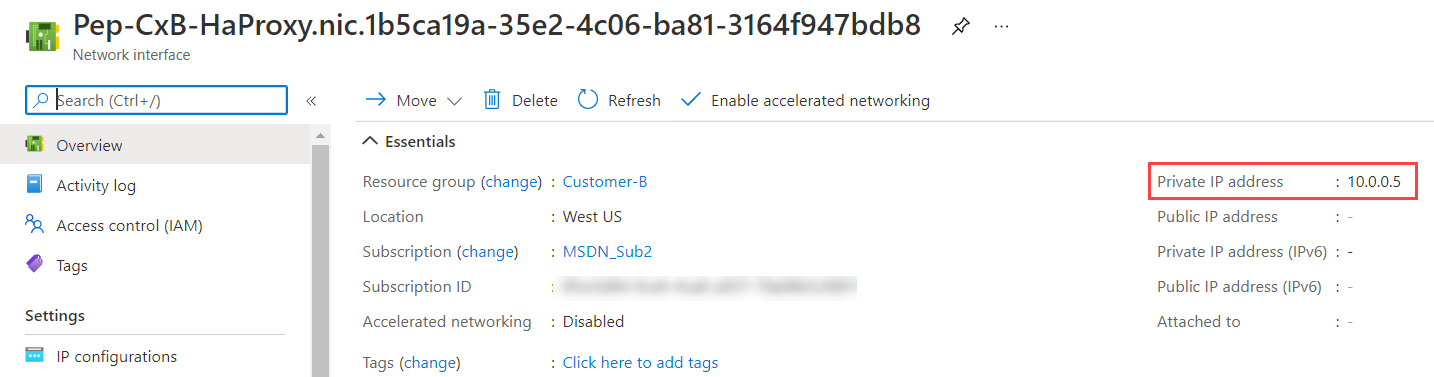 Pep-CxB-HaProxy.nic.1b5ca19a-35e2-4c06-ba81-3164f947bdb8
Network interface
Search (Ctrl+/)
«
Overview
Activity log
Access control (IAM)
Tags
Settings
IP configurations
Move
Delete
Refresh
Enable accelerated networking
Essentials
Resource group (change) : Customer-B
Location : West US
Subscription (change) : MSDN_Sub2
Subscription ID :
Accelerated networking : Disabled
Tags (change) : Click here to add tags
Private IP address : 10.0.0.5
Public IP address : -
Private IP address (IPv6) : -
Public IP address (IPv6) : -
Attached to : -